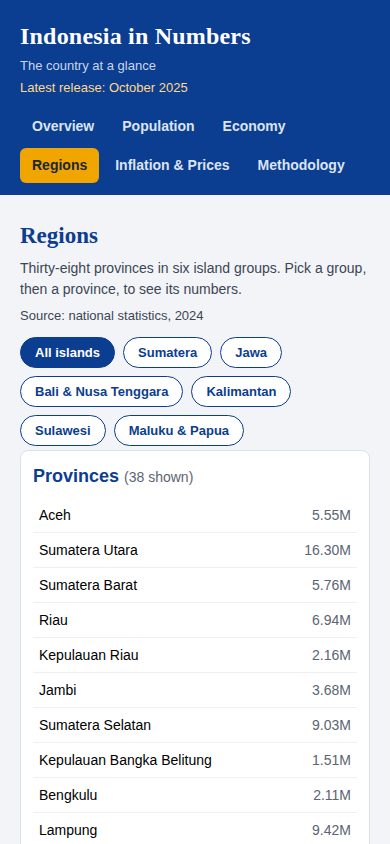 Indonesia in Numbers
The country at a glance
Latest release: October 2025
Overview Population Economy
Regions Inflation & Prices Methodology
Regions
Thirty-eight provinces in six island groups. Pick a group,
then a province, to see its numbers.
Source: national statistics, 2024
All islands Sumatera Jawa
Bali & Nusa Tenggara Kalimantan
Sulawesi Maluku & Papua
Provinces (38 shown)
Aceh 5.55M
Sumatera Utara 16.30M
Sumatera Barat 5.76M
Riau 6.94M
Kepulauan Riau 2.16M
Jambi 3.68M
Sumatera Selatan 9.03M
Kepulauan Bangka Belitung 1.51M
Bengkulu 2.11M
Lampung 9.42M